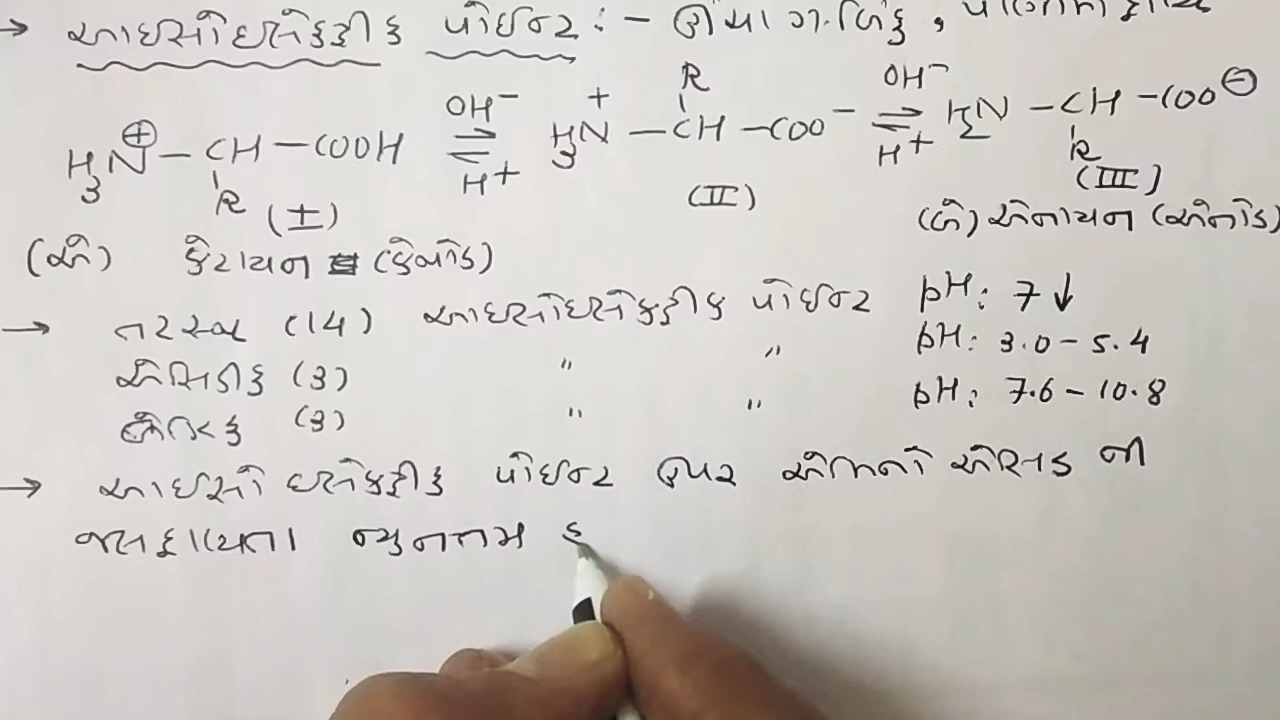 → આઇસોઇલેક્ટ્રીક પોઇન્ટ : –
H₃N⊕ – CH – COOH ⇌ H₃N⁺ – CH – COO⁻ ⇌ H₂N – CH – COO⊖
OH⁻ R OH⁻
H⁺ H⁺
R (±) (II) R (III)
(એ) કેટાયન (કેથોડ) (બે) એનાયન (એનોડ)
→ તટસ્થ (14) આઇસોઇલેક્ટ્રીક પોઇન્ટ pH: 7 ↓
એસિડીક (3) " " pH: 3.0 – 5.4
બેઝિક (3) " " pH: 7.6 – 10.8
→ આઇસો ઇલેક્ટ્રીક પોઇન્ટ ઉપર એમિનો એસિડ ની
જલદ્રાવ્યતા ન્યુનત્તમ હ